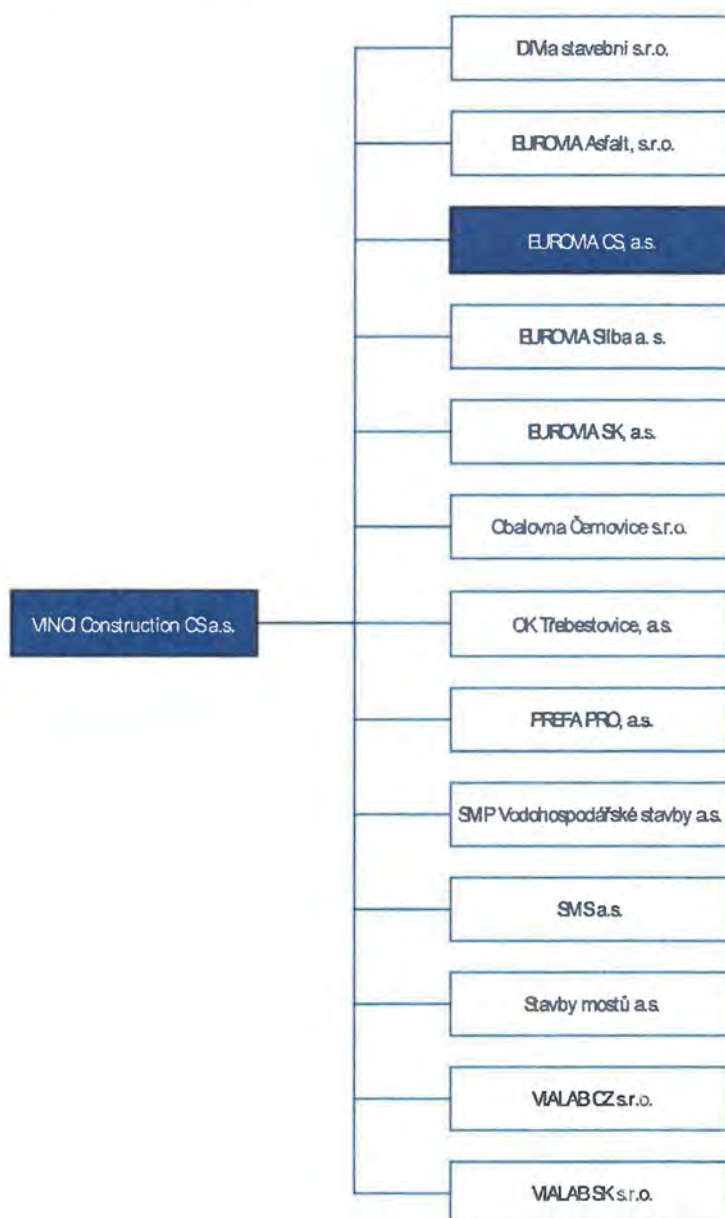 DIVia stavební s.r.o.
EUROVIA Asfalt, s.r.o.
EUROVIA CS, a.s.
EUROVIA Silba a. s.
EUROVIA SK, a.s.
Obalovna Černovice s.r.o.
VINCI Construction CS a.s.
OK Třebestovice, a.s.
PREFA PRO, a.s.
SMP Vodohospodářské stavby a.s.
SMS a.s.
Stavby mostů a.s.
VIALAB CZ s.r.o.
VIALAB SK s.r.o.